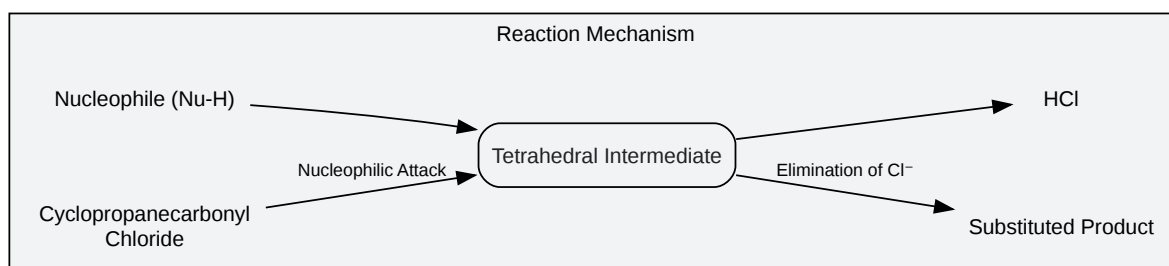 Reaction Mechanism
Nucleophile (Nu-H)
HCl
Tetrahedral Intermediate
Nucleophilic Attack
Elimination of Cl⁻
Cyclopropanecarbonyl
Chloride
Substituted Product